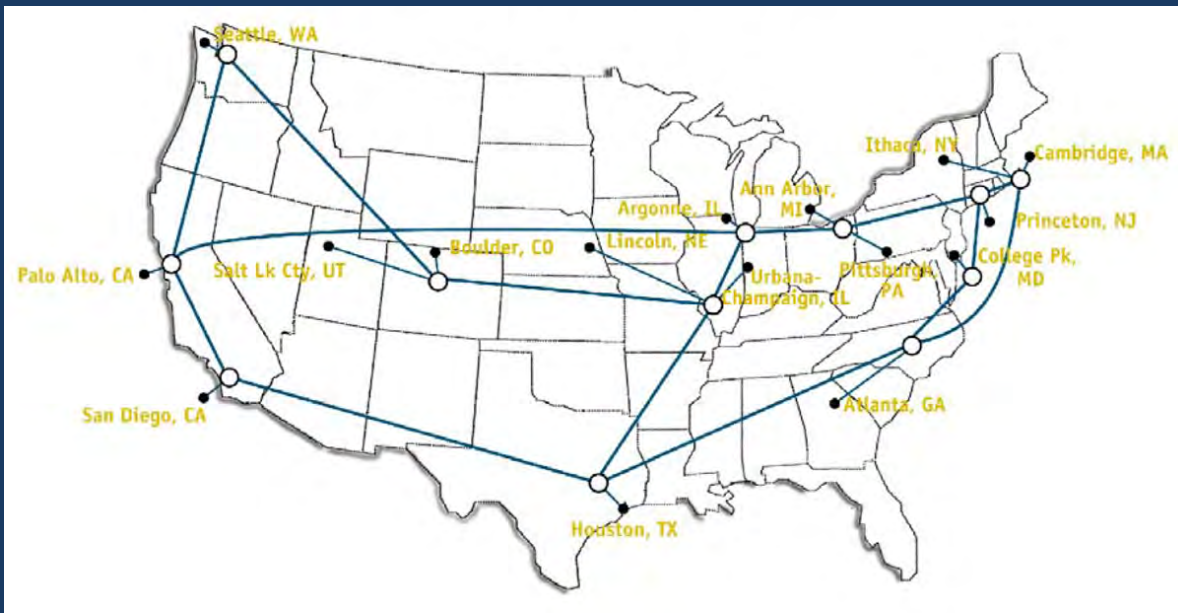 Seattle, WA
Ithaca, NY
Cambridge, MA
Ann Arbor,
MI
Argonne, IL
Princeton, NJ
Boulder, CO
Lincoln, NE
College Pk,
MD
Palo Alto, CA
Salt Lk Cty, UT
Urbana-
Champaign, IL
Pittsburgh,
PA
San Diego, CA
Atlanta, GA
Houston, TX